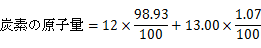 炭素の原子量 = 12 × 98.93/100 + 13.00 × 1.07/100